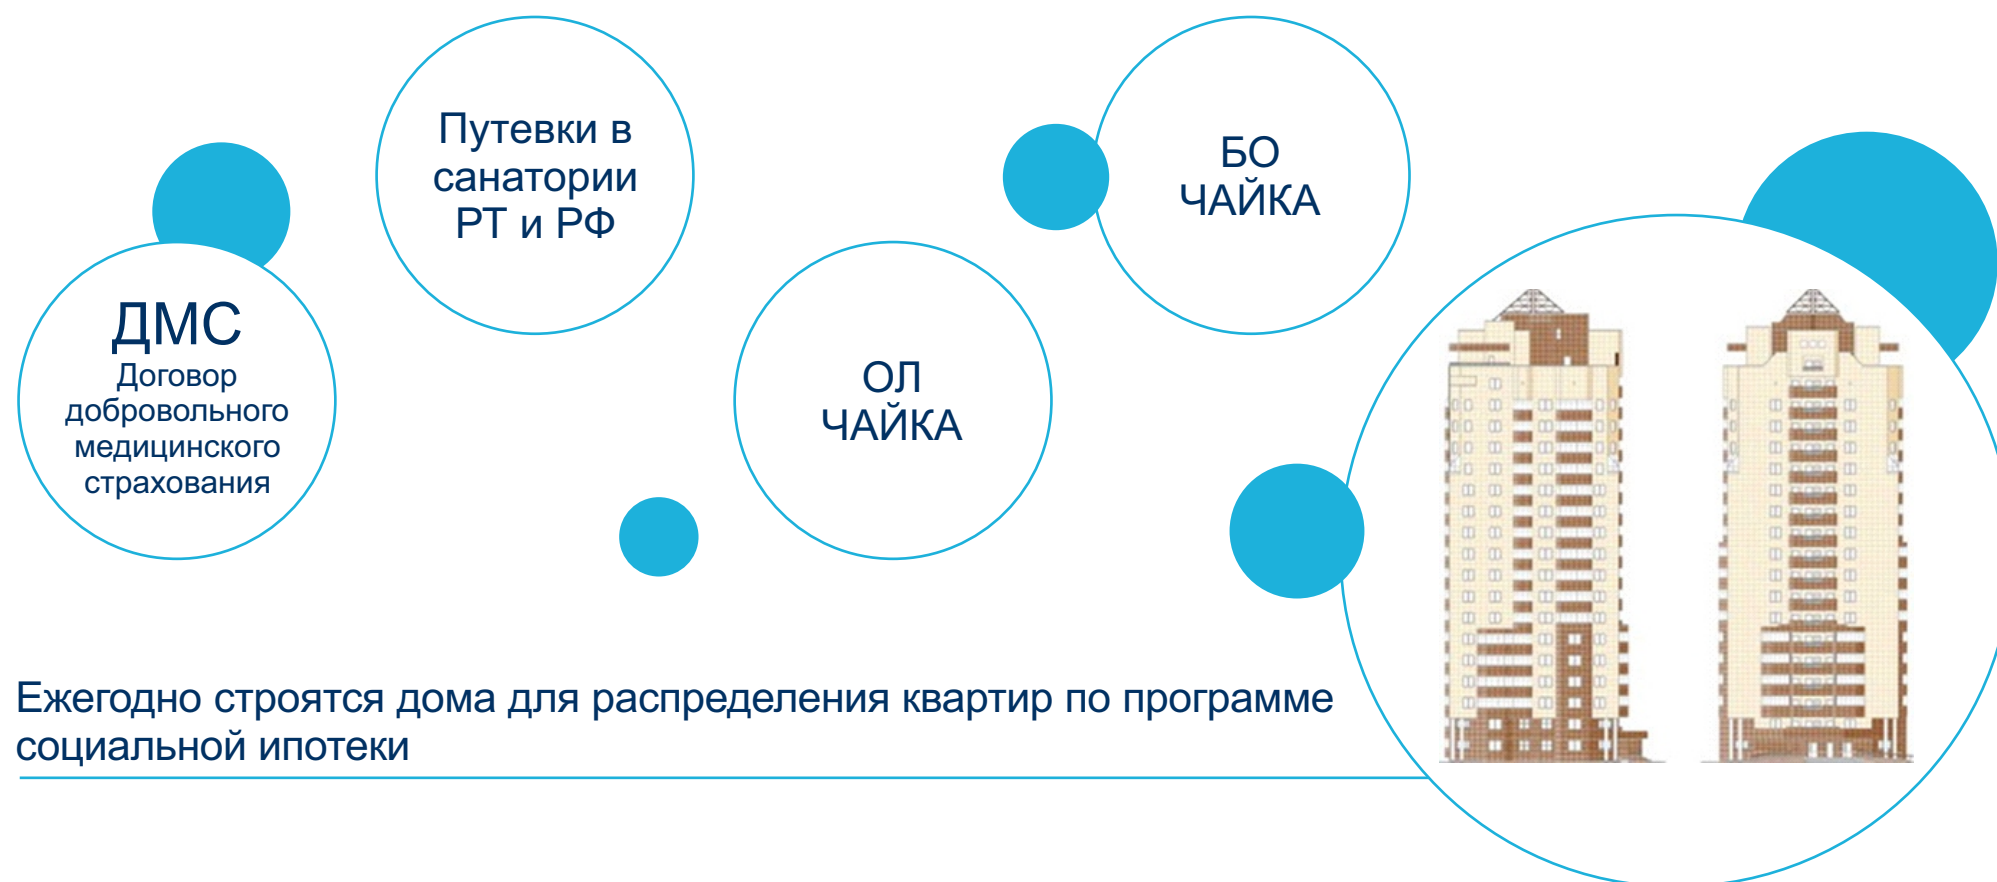 Путевки в
санатории
РТ и РФ
БО
ЧАЙКА
ДМС
Договор
добровольного
медицинского
страхования
ОЛ
ЧАЙКА
Ежегодно строятся дома для распределения квартир по программе
социальной ипотеки